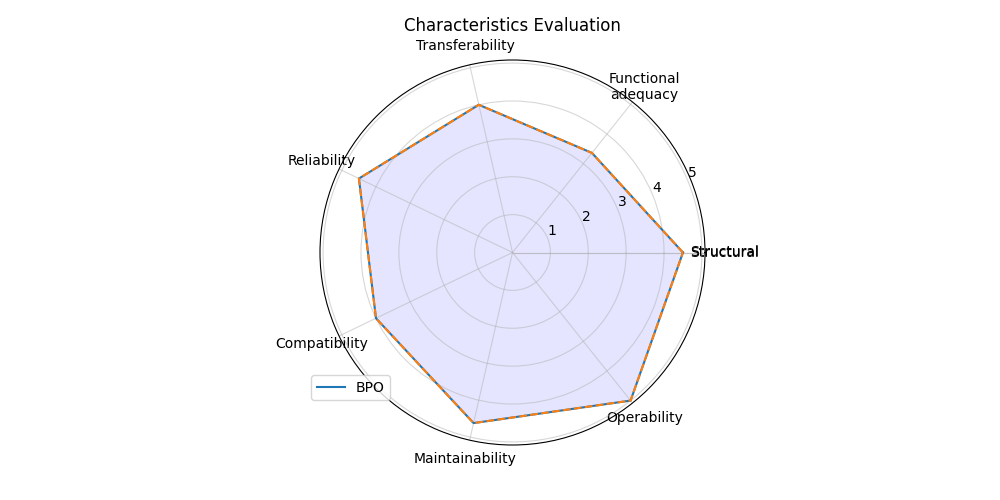 Characteristics Evaluation
Transferability
Functional
adequacy
Reliability
5
4
3
2
1
Structural
Compatibility
BPO
Operability
Maintainability